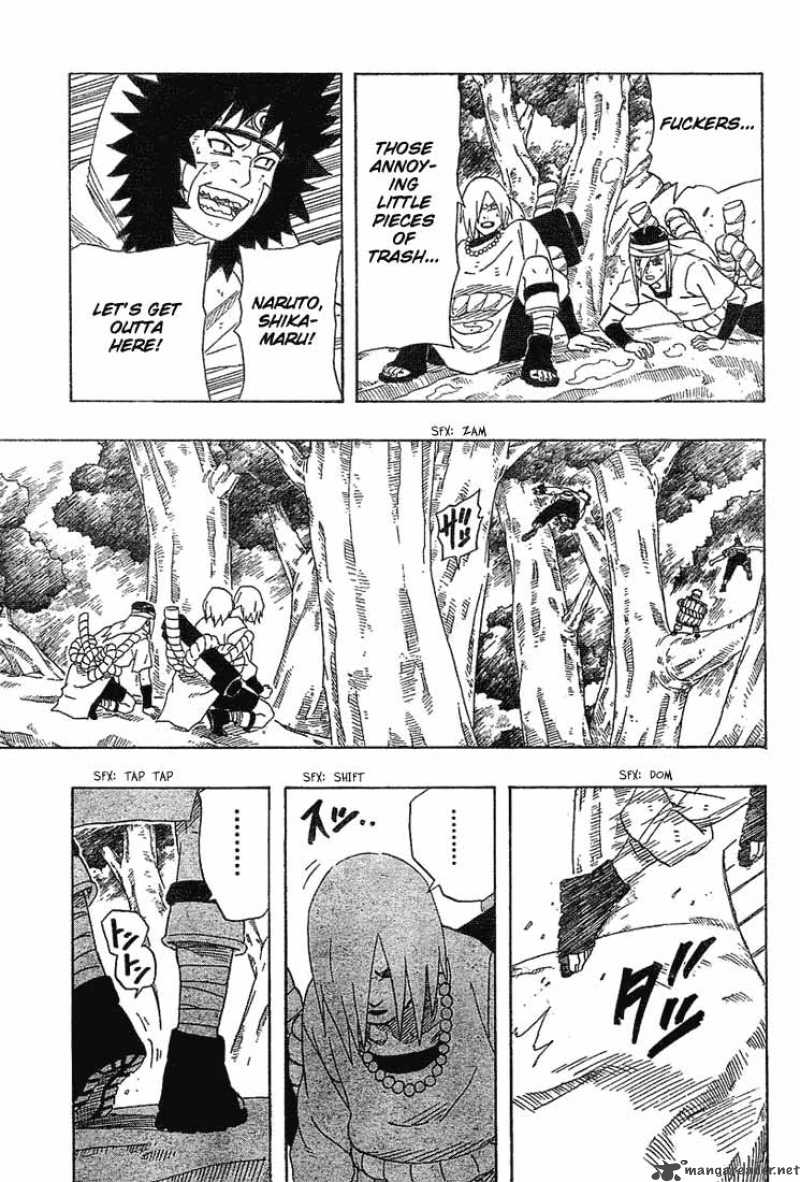 FUCKERS...
THOSE
ANNOY-
ING
LITTLE
PIECES
OF
TRASH...
NARUTO,
SHIKA-
MARU!
LET'S GET
OUTTA
HERE!
SFX: ZAM
ザッ
SFX: DOM
ダッ
SFX: SHIFT
スッ..
........
SFX: TAP TAP
........
トッ
トッ
mangareader.net